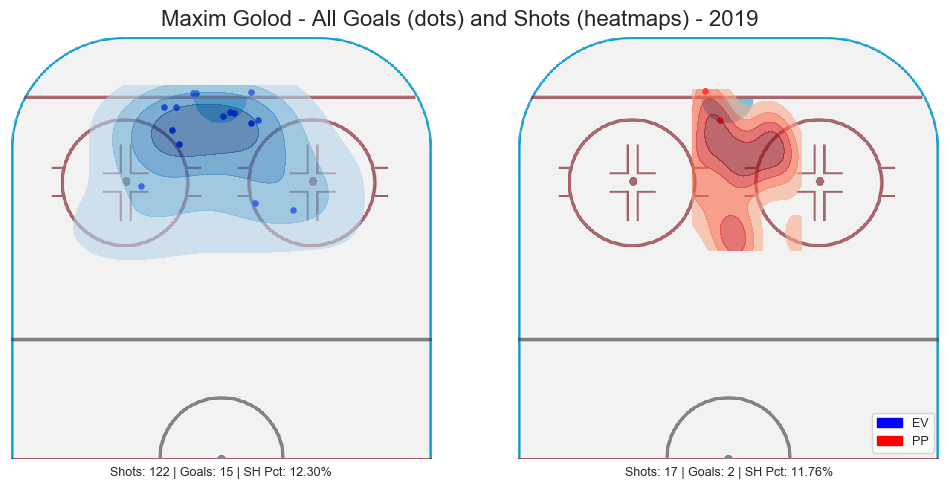 Maxim Golod - All Goals (dots) and Shots (heatmaps) - 2019
EV
PP
Shots: 122 | Goals: 15 | SH Pct: 12.30%
Shots: 17 | Goals: 2 | SH Pct: 11.76%